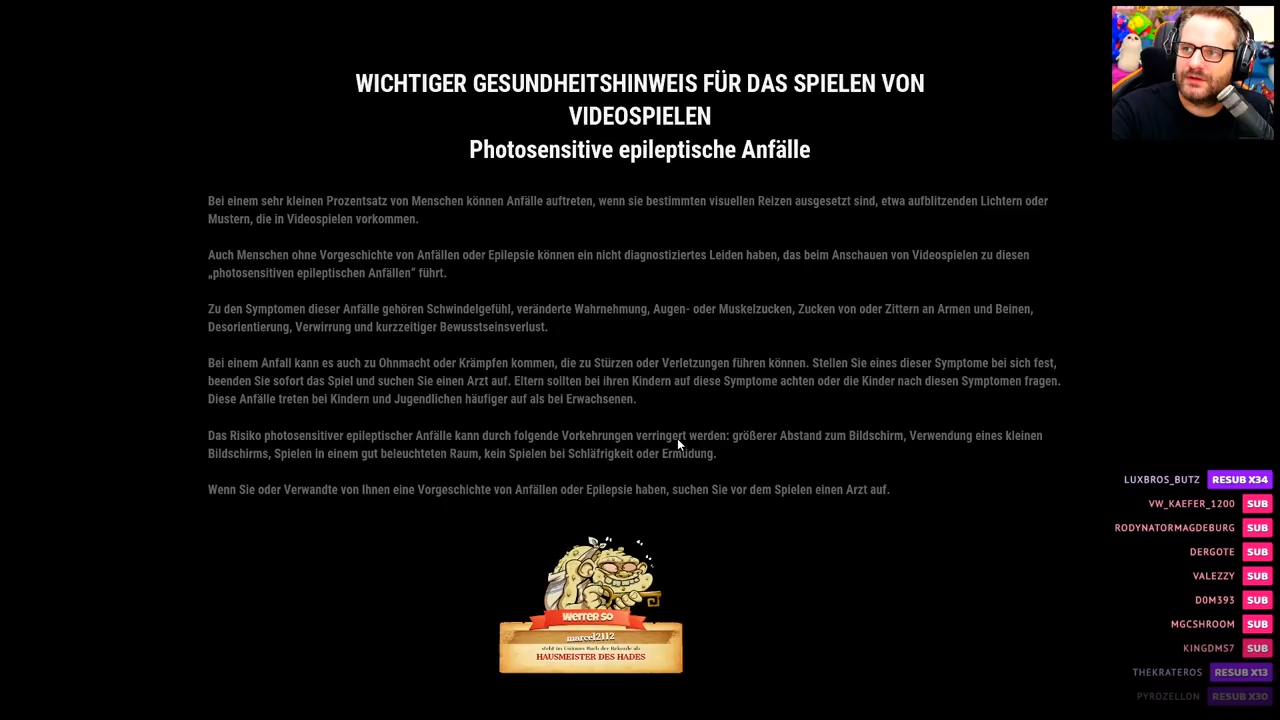 WICHTIGER GESUNDHEITSHINWEIS FÜR DAS SPIELEN VON
VIDEOSPIELEN
Photosensitive epileptische Anfälle
Bei einem sehr kleinen Prozentsatz von Menschen können Anfälle auftreten, wenn sie bestimmten visuellen Reizen ausgesetzt sind, etwa aufblitzenden Lichtern oder
Mustern, die in Videospielen vorkommen.
Auch Menschen ohne Vorgeschichte von Anfällen oder Epilepsie können ein nicht diagnostiziertes Leiden haben, das beim Anschauen von Videospielen zu diesen
„photosensitiven epileptischen Anfällen“ führt.
Zu den Symptomen dieser Anfälle gehören Schwindelgefühl, veränderte Wahrnehmung, Augen- oder Muskelzucken, Zucken von oder Zittern an Armen und Beinen,
Desorientierung, Verwirrung und kurzzeitiger Bewusstseinsverlust.
Bei einem Anfall kann es auch zu Ohnmacht oder Krämpfen kommen, die zu Stürzen oder Verletzungen führen können. Stellen Sie eines dieser Symptome bei sich fest,
beenden Sie sofort das Spiel und suchen Sie einen Arzt auf. Eltern sollten bei ihren Kindern auf diese Symptome achten oder die Kinder nach diesen Symptomen fragen.
Diese Anfälle treten bei Kindern und Jugendlichen häufiger auf als bei Erwachsenen.
Das Risiko photosensitiver epileptischer Anfälle kann durch folgende Vorkehrungen verringert werden: größerer Abstand zum Bildschirm, Verwendung eines kleinen
Bildschirms, Spielen in einem gut beleuchteten Raum, kein Spielen bei Schläfrigkeit oder Ermüdung.
Wenn Sie oder Verwandte von Ihnen eine Vorgeschichte von Anfällen oder Epilepsie haben, suchen Sie vor dem Spielen einen Arzt auf.
WEITER SO
marcel2112
steht im Buch der Rekorde als
HAUSMEISTER DES HADES
LUXBROS_BUTZ RESUB X34
VW_KAEFER_1200 SUB
RODYNATORMAGDEBURG SUB
DERGOTE SUB
VALEZZY SUB
D0M393 SUB
MGCSHROOM SUB
KINGDMS7 SUB
THEKRATEROS RESUB X13
PYROZELLON RESUB X30